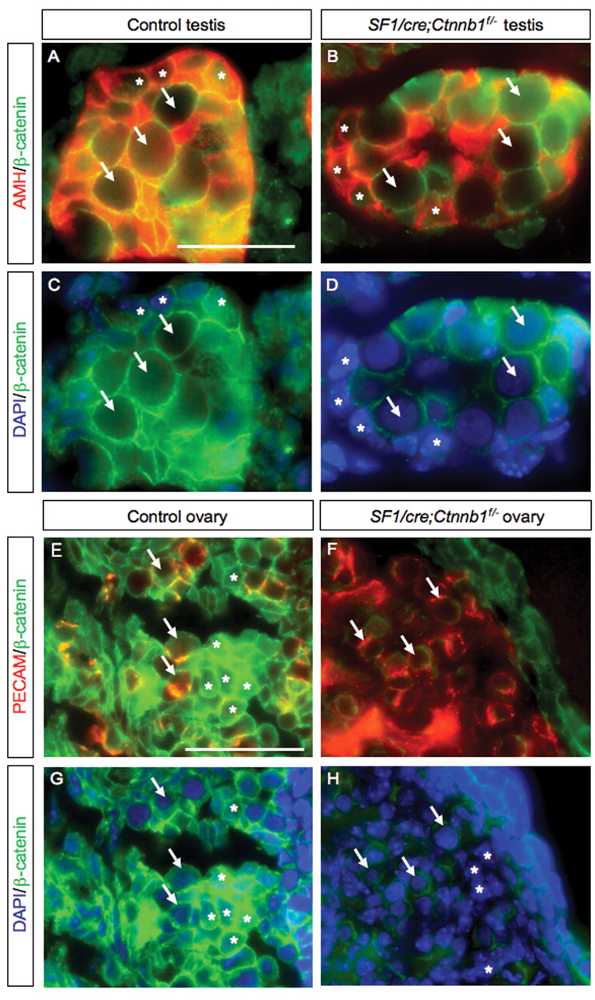 Control testis
SF1/cre;Ctnnb1f/- testis
AMH/β-catenin
A
*
*
*
B
*
*
*
*
DAPI/β-catenin
C
*
*
*
D
*
*
*
*
Control ovary
SF1/cre;Ctnnb1f/- ovary
PECAM/β-catenin
E
*
*
*
*
*
*
F
DAPI/β-catenin
G
*
*
*
*
*
*
H
*
*
*
*